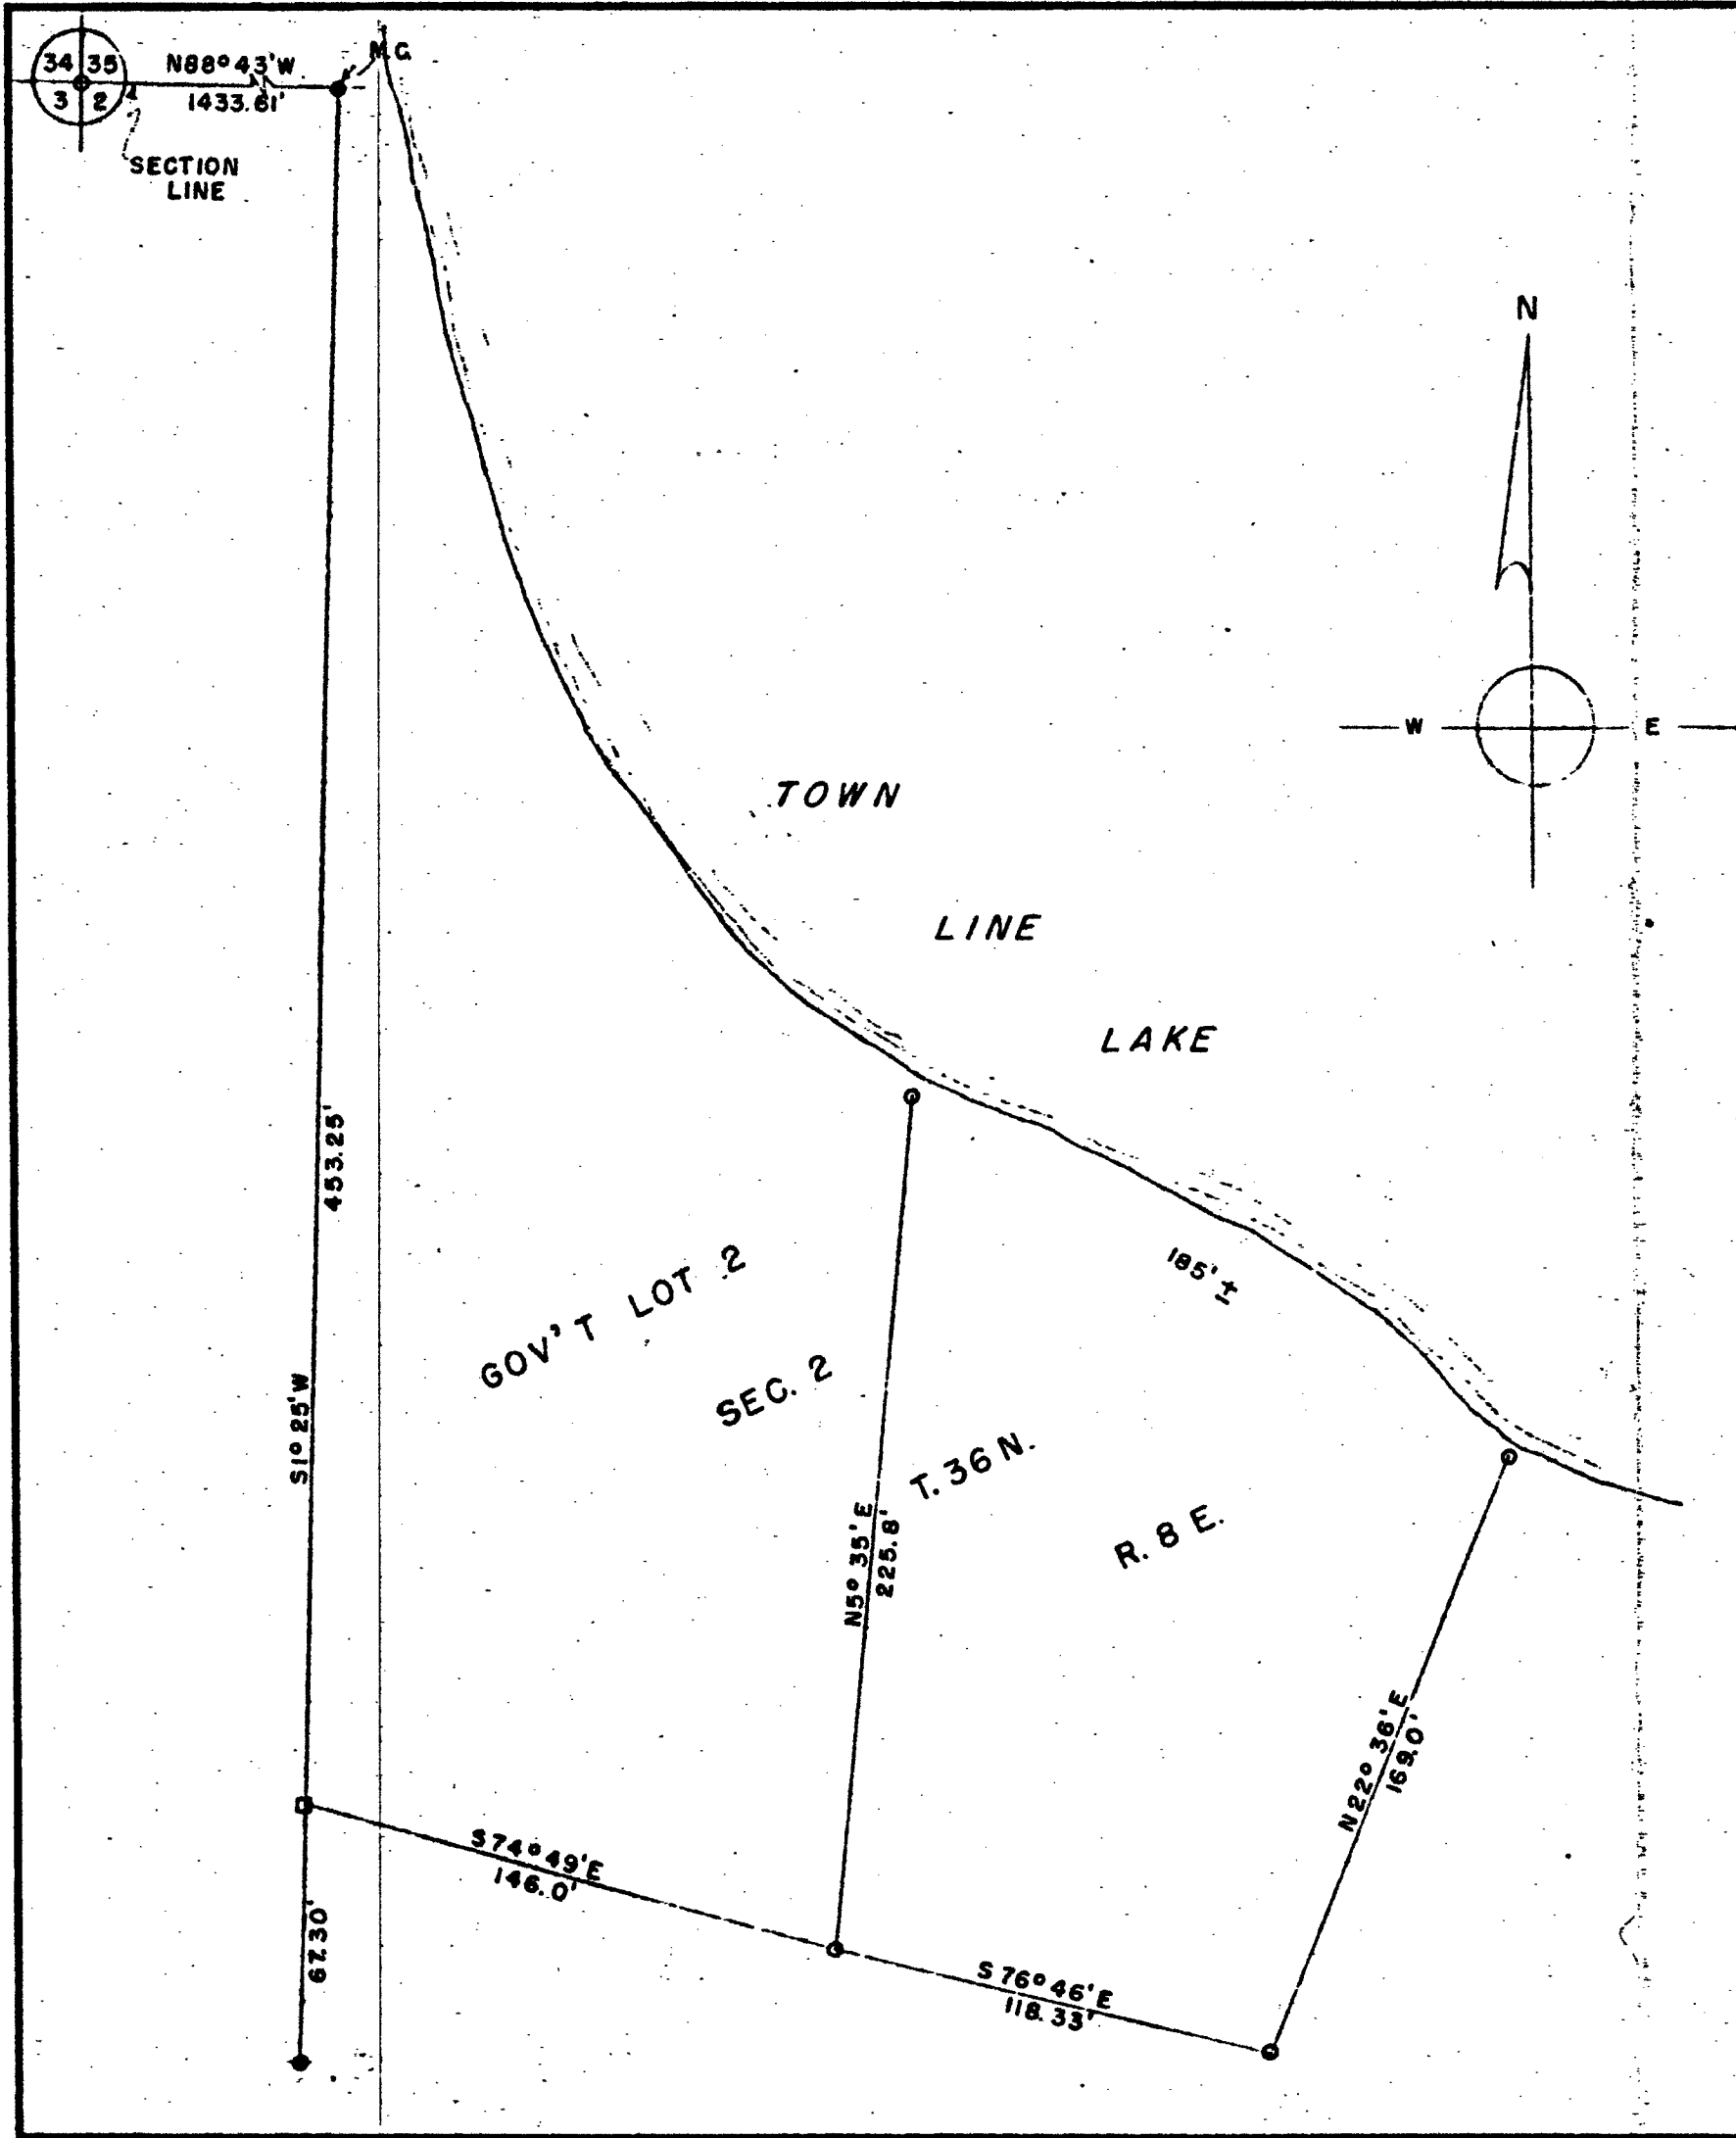 34 35
3 2
N88°43'W
1433.61'
M.C.
SECTION
LINE
N
W
E
TOWN
LINE
LAKE
453.25'
S1°25'W
GOV'T LOT 2
SEC. 2
T. 36 N.
R. 8 E.
185'±
N5°35'E
225.8'
N22°36'E
169.0'
S74°49'E
146.0'
67.30'
S76°46'E
118.33'